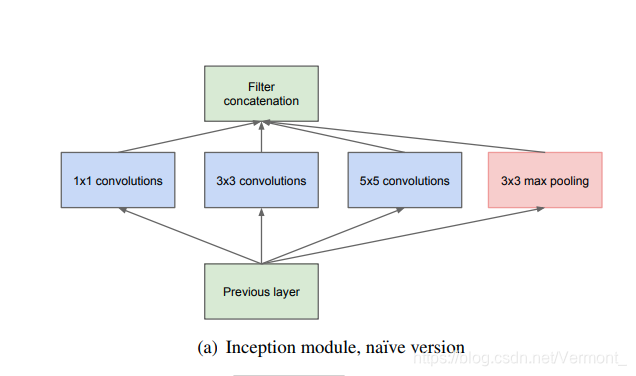 Filter
concatenation
1x1 convolutions
3x3 convolutions
5x5 convolutions
3x3 max pooling
Previous layer
(a) Inception module, naïve version
https://blog.csdn.net/Vermont_